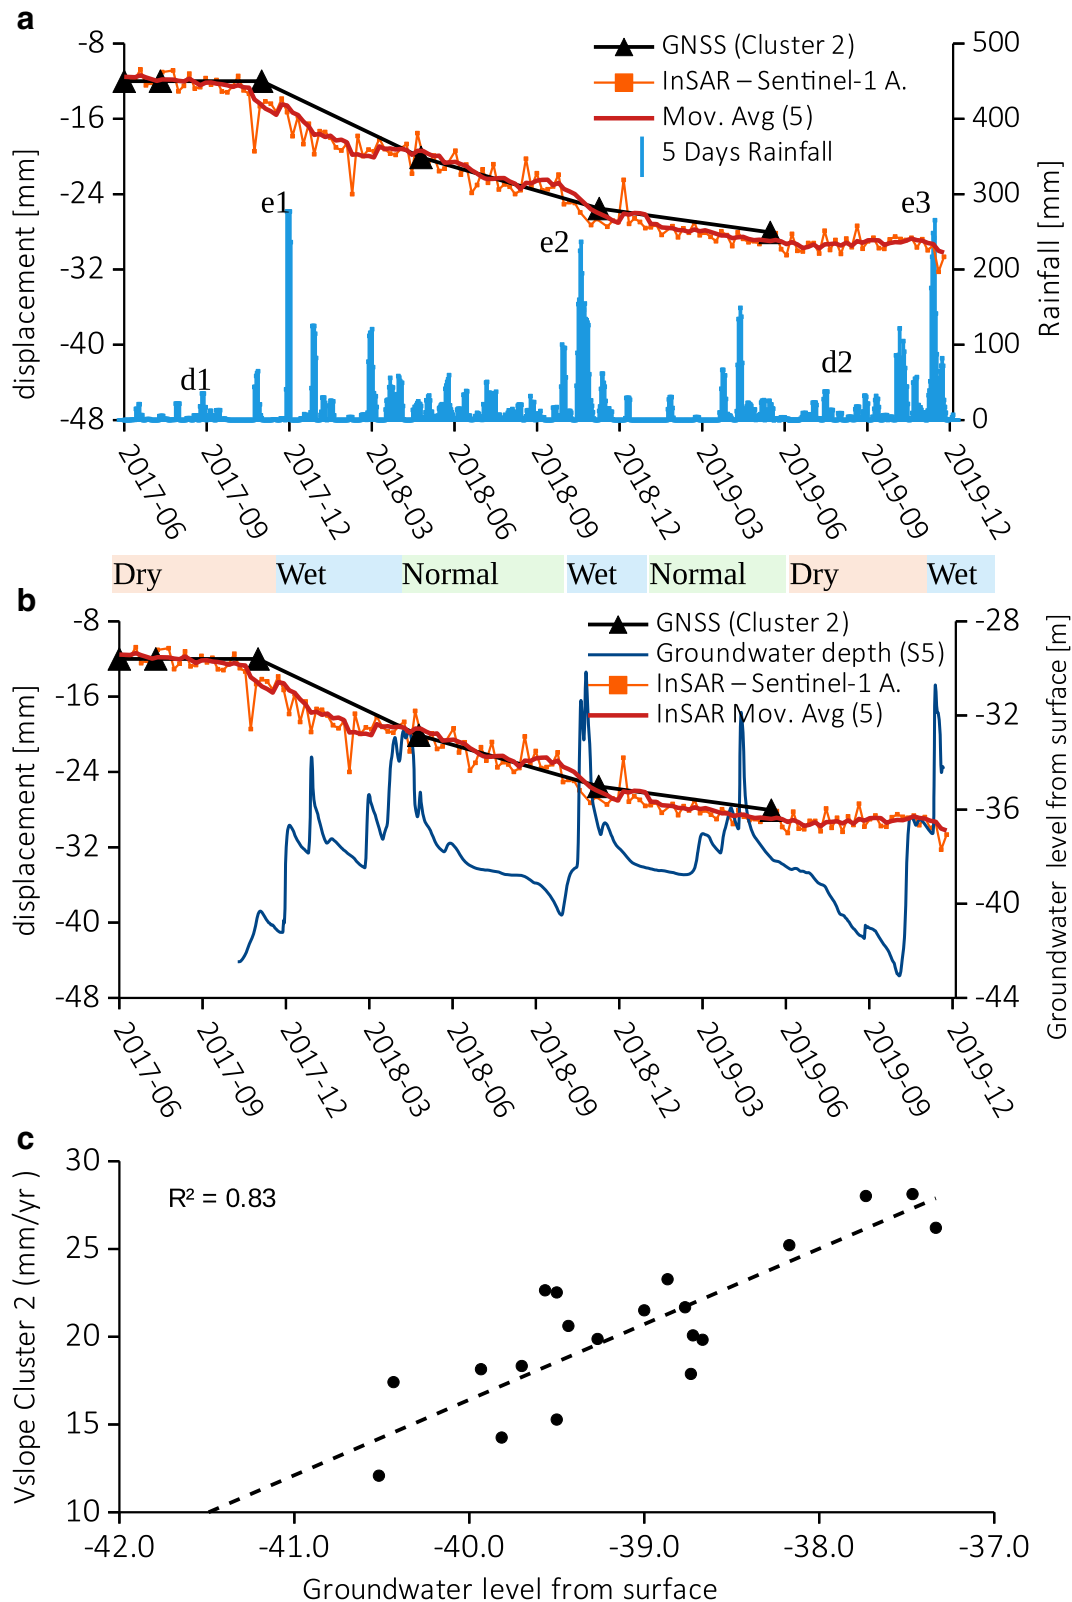 a
-8
-16
-24
-32
-40
-48
displacement [mm]
500
400
300
200
100
0
Rainfall [mm]
GNSS (Cluster 2)
InSAR – Sentinel-1 A.
Mov. Avg (5)
5 Days Rainfall
e1
e2
e3
d1
d2
2017-06
2017-09
2017-12
2018-03
2018-06
2018-09
2018-12
2019-03
2019-06
2019-09
2019-12
Dry Wet Normal Wet Normal Dry Wet
b
-8
-16
-24
-32
-40
-48
displacement [mm]
-28
-32
-36
-40
-44
Groundwater level from surface [m]
GNSS (Cluster 2)
Groundwater depth (S5)
InSAR – Sentinel-1 A.
InSAR Mov. Avg (5)
2017-06
2017-09
2017-12
2018-03
2018-06
2018-09
2018-12
2019-03
2019-06
2019-09
2019-12
c
30
25
20
15
10
Vslope Cluster 2 (mm/yr )
R² = 0.83
-42.0 -41.0 -40.0 -39.0 -38.0 -37.0
Groundwater level from surface